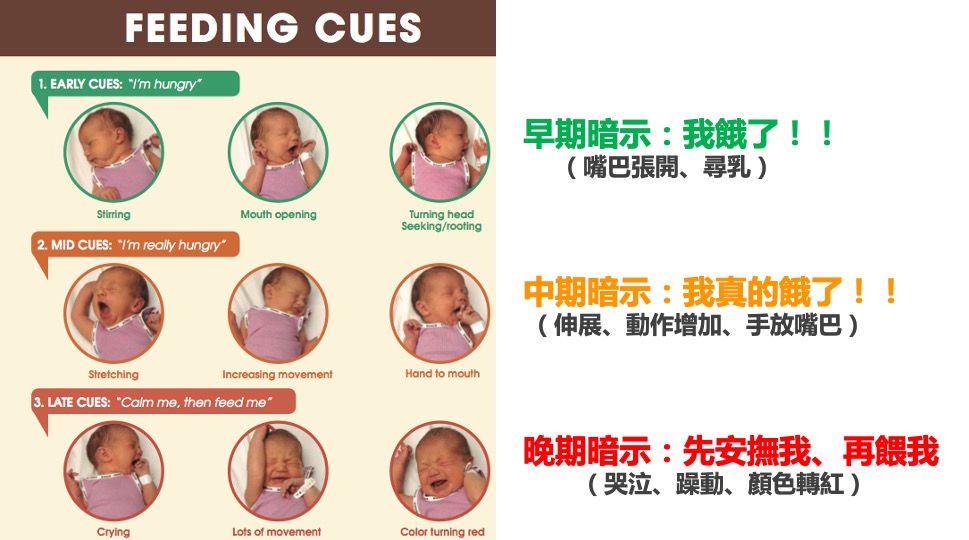 FEEDING CUES
1. EARLY CUES: "I'm hungry"
Stirring
Mouth opening
Turning head
Seeking/rooting
2. MID CUES: "I'm really hungry"
Stretching
Increasing movement
Hand to mouth
3. LATE CUES: "Calm me, then feed me"
Crying
Lots of movement
Color turning red
早期暗示：我餓了！！
（嘴巴張開、尋乳）
中期暗示：我真的餓了！！
（伸展、動作增加、手放嘴巴）
晚期暗示：先安撫我、再餵我
（哭泣、躁動、顏色轉紅）